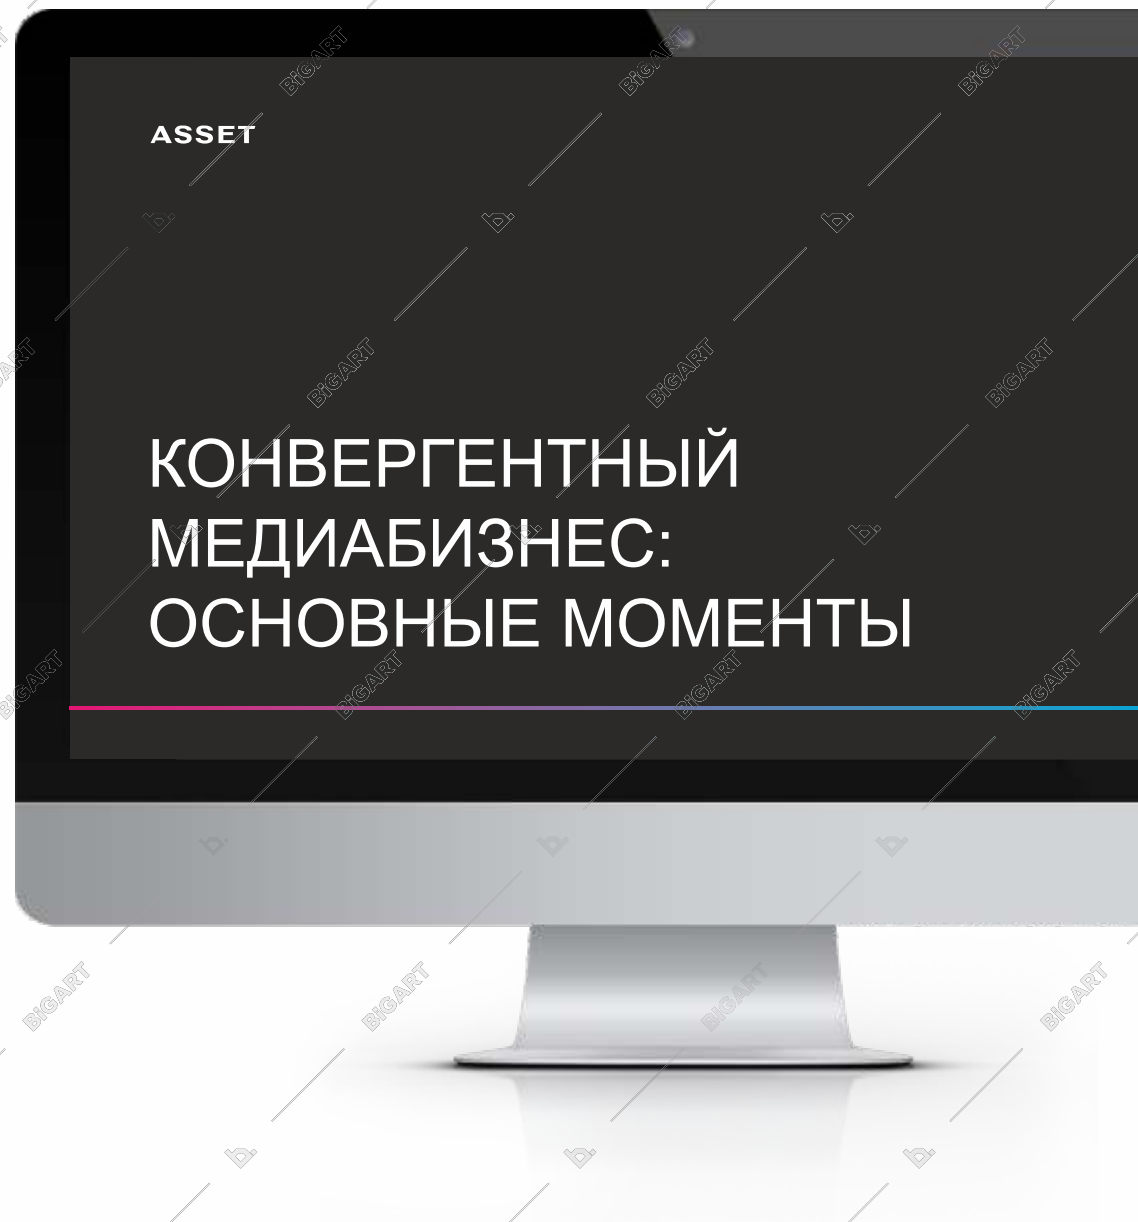 ASSET
КОНВЕРГЕНТНЫЙ
МЕДИАБИЗНЕС:
ОСНОВНЫЕ МОМЕНТЫ
BiGART
b.